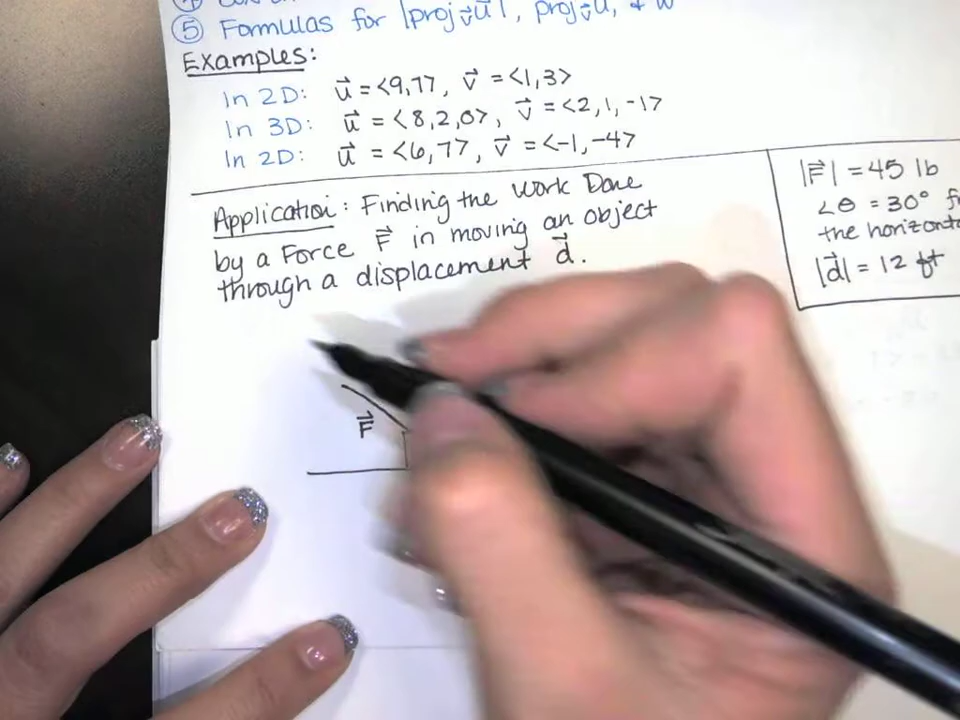 ⑤ Formulas for |proj_v⃗ u⃗|, proj_v⃗ u⃗, + W
Examples:
In 2D: u⃗ = <9,7>, v⃗ = <1,3>
In 3D: u⃗ = <8,2,0>, v⃗ = <2,1,-1>
In 2D: u⃗ = <6,7>, v⃗ = <-1,-4>
Application: Finding the Work Done
by a Force F⃗ in moving an object
through a displacement d⃗.
|F⃗| = 45 lb
∠θ = 30°
the
|d⃗| = 12 ft
F⃗